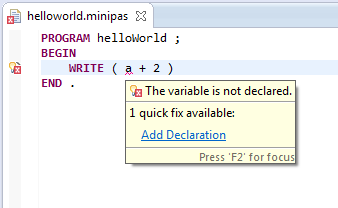 helloworld.minipas
PROGRAM helloWorld ;
BEGIN
WRITE ( a + 2 )
END .
The variable is not declared.
1 quick fix available:
Add Declaration
Press 'F2' for focus